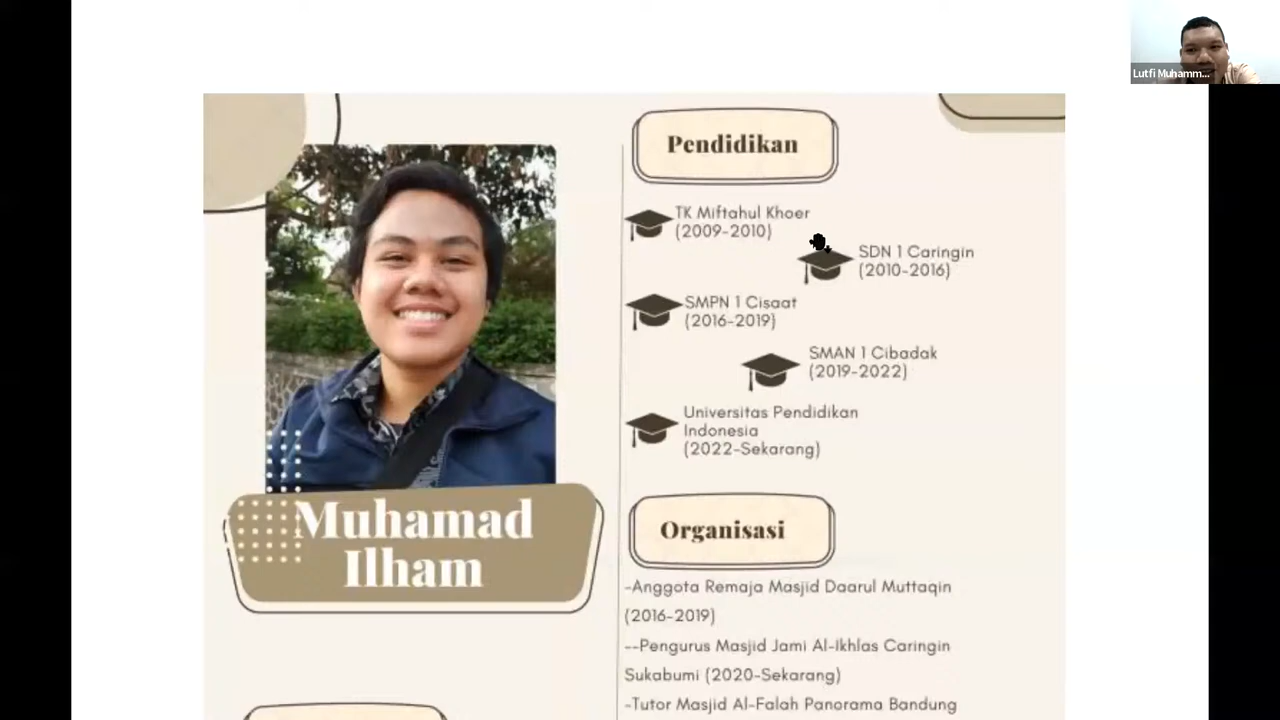 Lutfi Muhamm...
Muhamad
Ilham
Pendidikan
TK Miftahul Khoer
(2009-2010)
SDN 1 Caringin
(2010-2016)
SMPN 1 Cisaat
(2016-2019)
SMAN 1 Cibadak
(2019-2022)
Universitas Pendidikan
Indonesia
(2022-Sekarang)
Organisasi
-Anggota Remaja Masjid Daarul Muttaqin
(2016-2019)
--Pengurus Masjid Jami Al-Ikhlas Caringin
Sukabumi (2020-Sekarang)
-Tutor Masjid Al-Falah Panorama Bandung